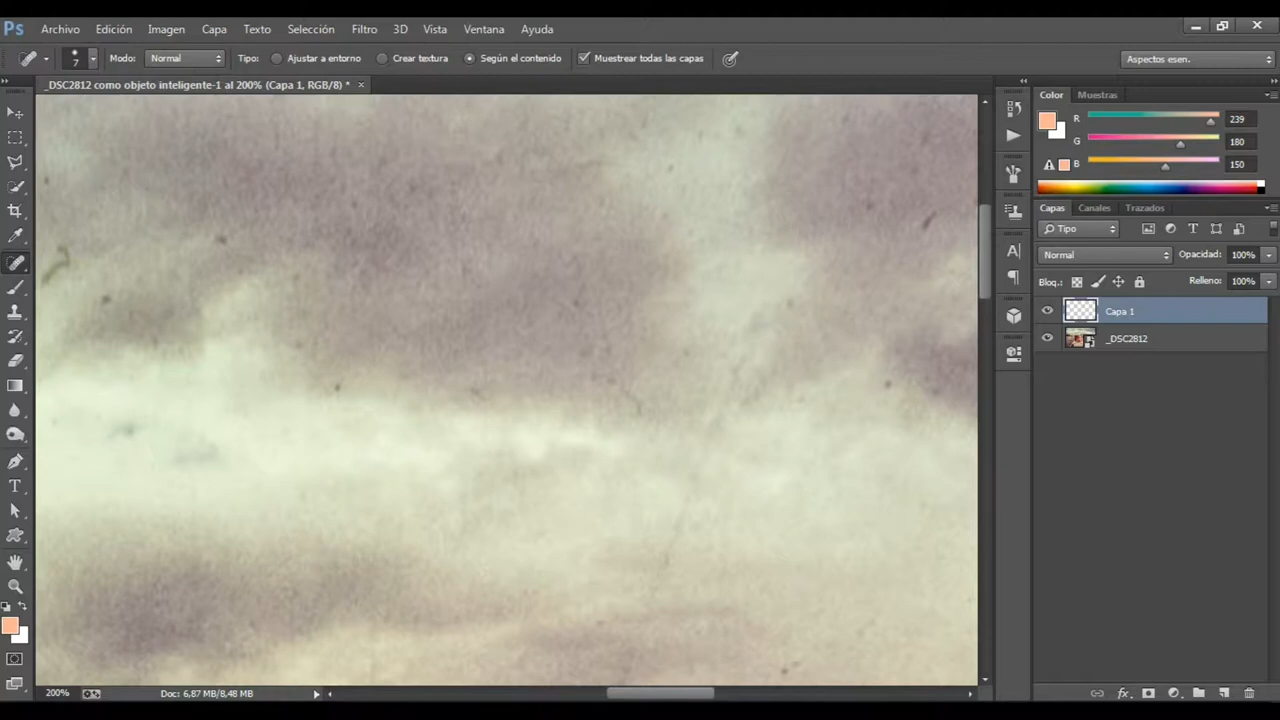 Ps Archivo Edición Imagen Capa Texto Selección Filtro 3D Vista Ventana Ayuda
7 Modo: Normal Tipo: Ajustar a entorno Crear textura Según el contenido Muestrear todas las capas Aspectos esen.
_DSC2812 como objeto inteligente-1 al 200% (Capa 1, RGB/8) *
Color Muestras
R 239
G 180
B 150
Capas Canales Trazados
Tipo
Normal Opacidad: 100%
Bloq.: Relleno: 100%
Capa 1
_DSC2812
200% Doc: 6,87 MB/8,48 MB